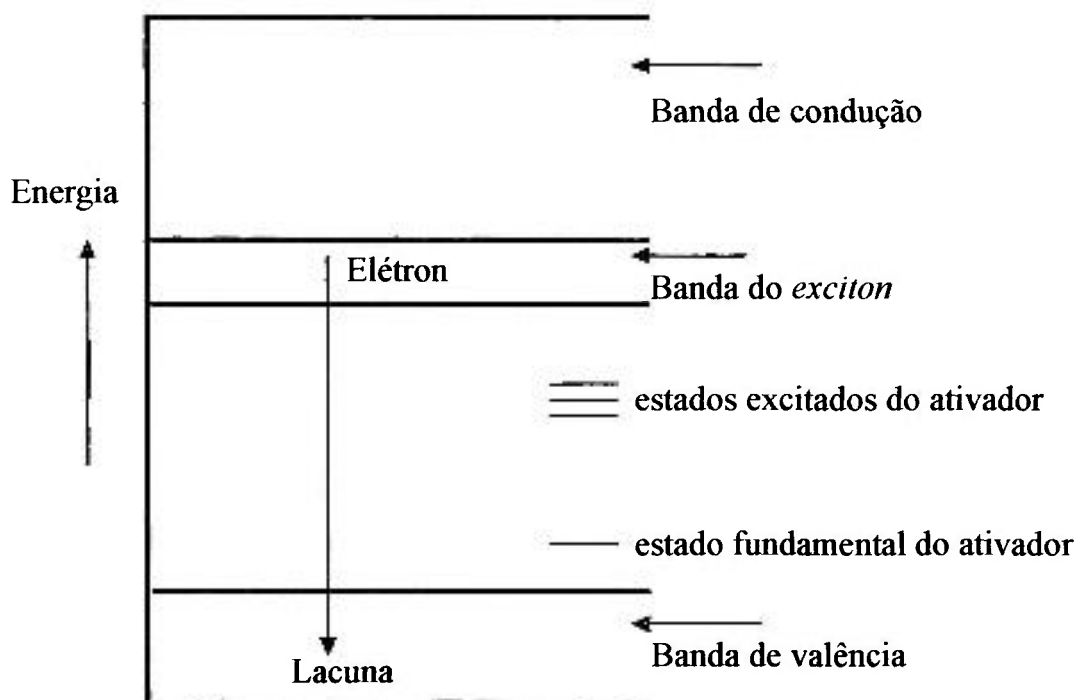 Banda de condução
Energia
Elétron
Banda do exciton
estados excitados do ativador
estado fundamental do ativador
Banda de valência
Lacuna